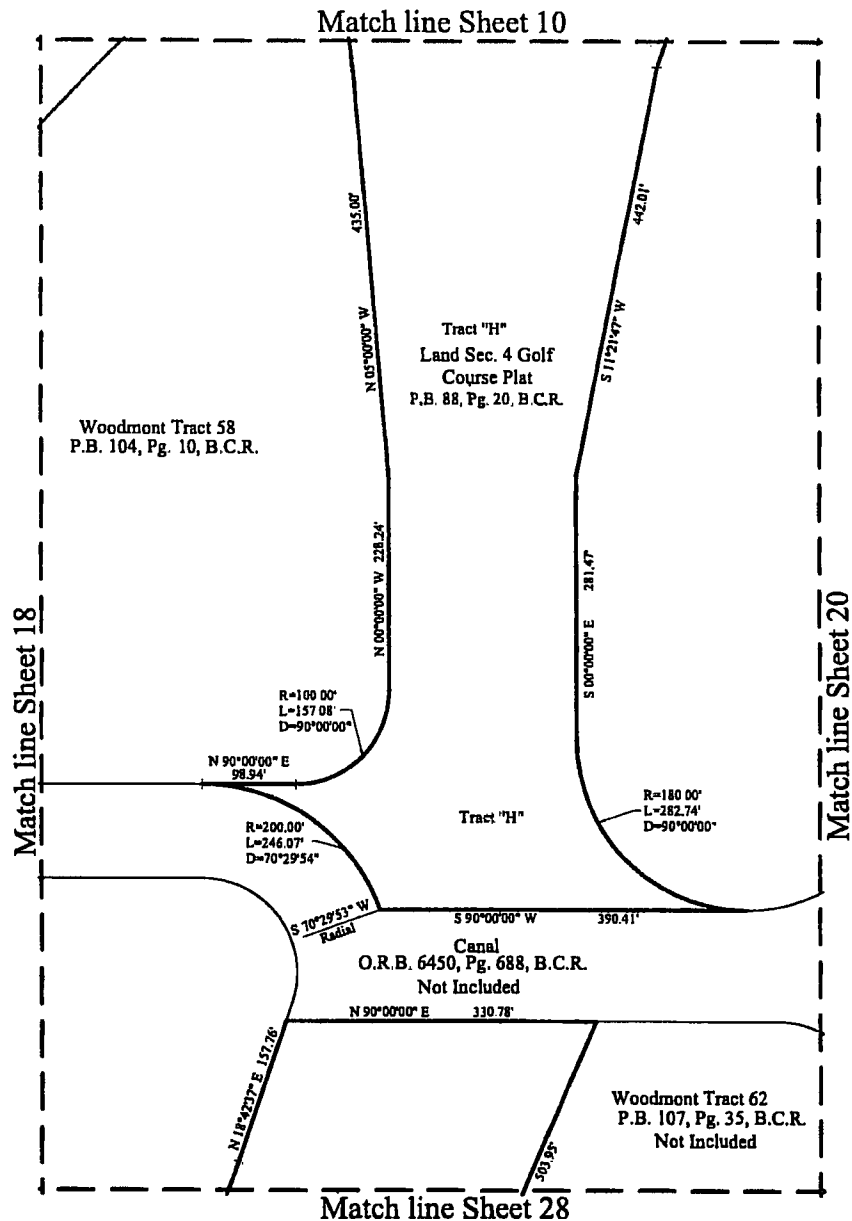 Match line Sheet 10
435.00'
442.01'
N 05°00'00" W
S 11°21'47" W
Tract "H"
Land Sec. 4 Golf
Course Plat
P.B. 88, Pg. 20, B.C.R.
Woodmont Tract 58
P.B. 104, Pg. 10, B.C.R.
N 00°00'00" W 228.24'
S 00°00'00" E 281.47'
Match line Sheet 18
Match line Sheet 20
R=100 00'
L=157 08'
D=90°00'00"
N 90°00'00" E
98.94'
R=200.00'
L=246.07'
D=70°29'54"
Tract "H"
R=180 00'
L=282.74'
D=90°00'00"
S 70°29'53" W
Radial
S 90°00'00" W 390.41'
Canal
O.R.B. 6450, Pg. 688, B.C.R.
Not Included
N 90°00'00" E 330.78'
N 18°42'37" E 157.76'
503.95'
Woodmont Tract 62
P.B. 107, Pg. 35, B.C.R.
Not Included
Match line Sheet 28